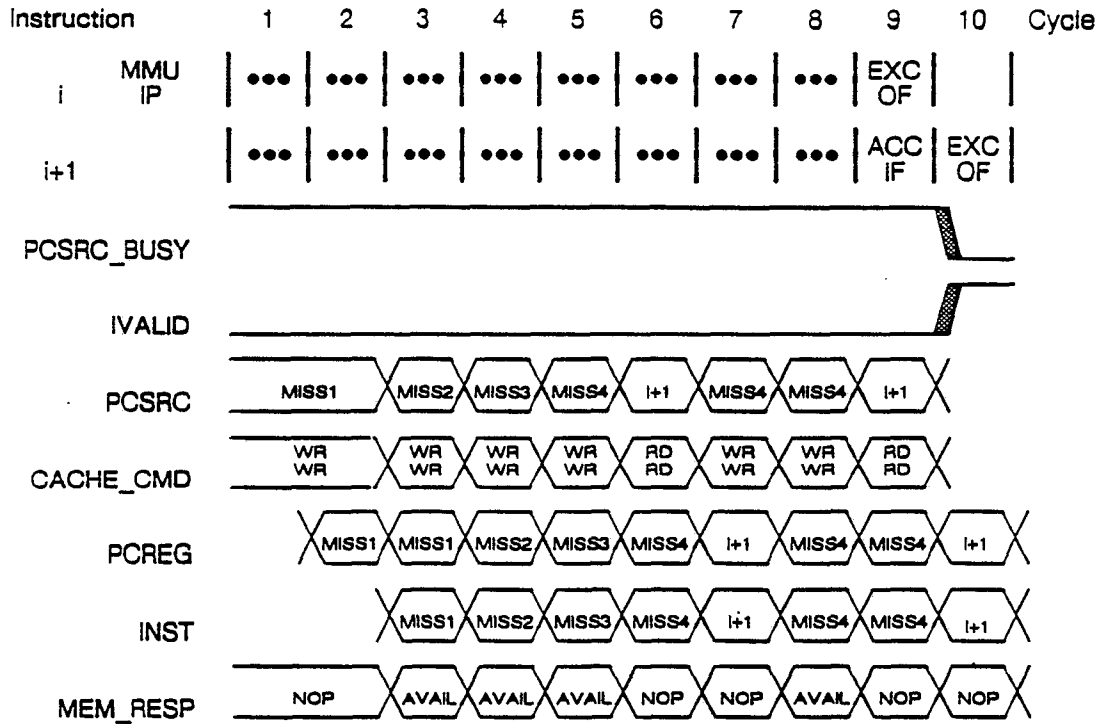 Instruction 1 2 3 4 5 6 7 8 9 10 Cycle
MMU EXC
i IP ••• ••• ••• ••• ••• ••• ••• ••• OF
ACC EXC
i+1 ••• ••• ••• ••• ••• ••• ••• ••• IF OF
PCSRC_BUSY
IVALID
PCSRC MISS1 MISS2 MISS3 MISS4 I+1 MISS4 MISS4 I+1
WR WR WR WR RD WR WR RD
CACHE_CMD WR WR WR WR RD WR WR RD
PCREG MISS1 MISS1 MISS2 MISS3 MISS4 I+1 MISS4 MISS4 I+1
INST MISS1 MISS2 MISS3 MISS4 I+1 MISS4 MISS4 I+1
MEM_RESP NOP AVAIL AVAIL AVAIL NOP NOP AVAIL NOP NOP